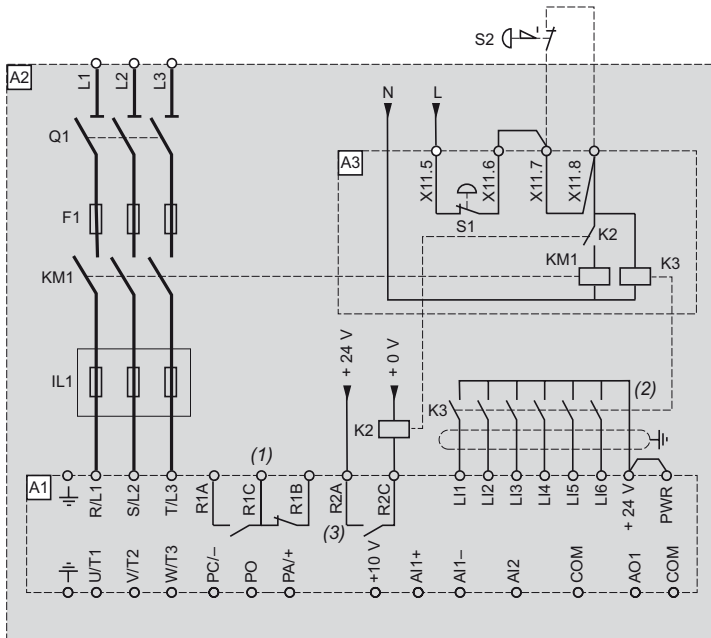 S2
A2
L1
L2
L3
N
L
Q1
A3
X11.5
X11.6
X11.7
X11.8
S1
K2
F1
KM1
K3
KM1
+ 24 V
+ 0 V
IL1
(2)
K3
K2
(1)
A1
R/L1
S/L2
T/L3
R1A
R1C
R1B
R2A
R2C
LI1
LI2
LI3
LI4
LI5
LI6
+ 24 V
PWR
(3)
U/T1
V/T2
W/T3
PC/–
PO
PA/+
+10 V
AI1+
AI1–
AI2
COM
AO1
COM